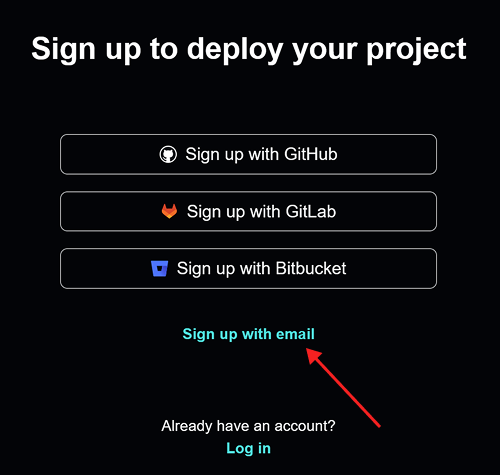 Sign up to deploy your project
Sign up with GitHub
Sign up with GitLab
Sign up with Bitbucket
Sign up with email
Already have an account?
Log in